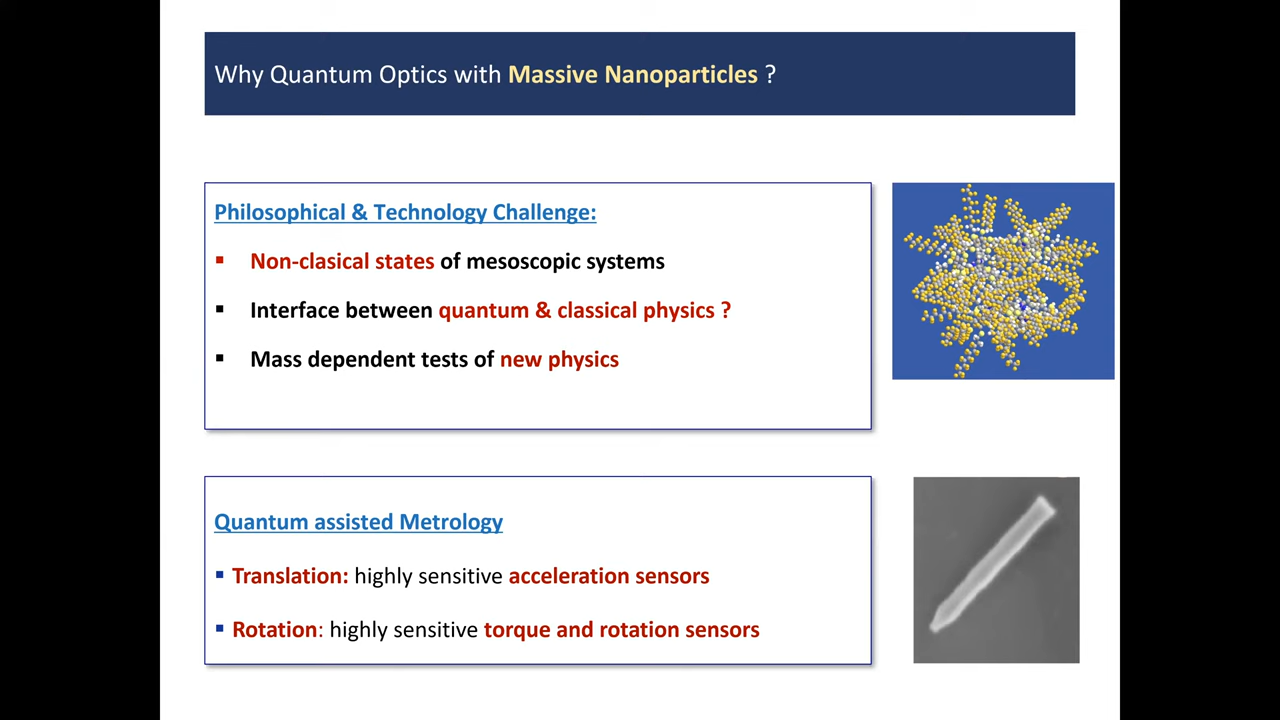 Why Quantum Optics with Massive Nanoparticles ?
Philosophical & Technology Challenge:
▪ Non-clasical states of mesoscopic systems
▪ Interface between quantum & classical physics ?
▪ Mass dependent tests of new physics
Quantum assisted Metrology
▪ Translation: highly sensitive acceleration sensors
▪ Rotation: highly sensitive torque and rotation sensors